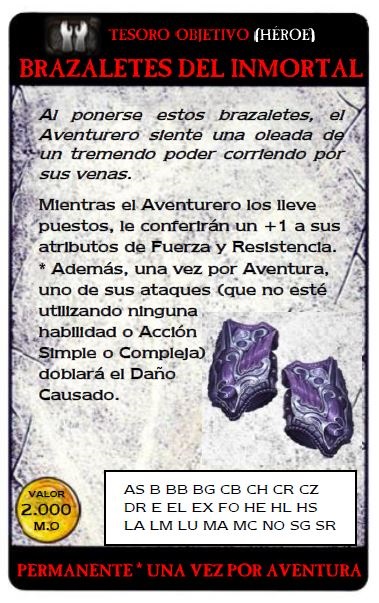 TESORO OBJETIVO (HÉROE)
BRAZALETES DEL INMORTAL
Al ponerse estos brazaletes, el
Aventurero siente una oleada de
un tremendo poder corriendo por
sus venas.
Mientras el Aventurero los lleve
puestos, le conferirán un +1 a sus
atributos de Fuerza y Resistencia.
* Además, una vez por Aventura,
uno de sus ataques (que no esté
utilizando ninguna
habilidad o Acción
Simple o Compleja)
doblará el Daño
Causado.
VALOR
2.000
M.O
AS B BB BG CB CH CR CZ
DR E EL EX FO HE HL HS
LA LM LU MA MC NO SG SR
PERMANENTE * UNA VEZ POR AVENTURA